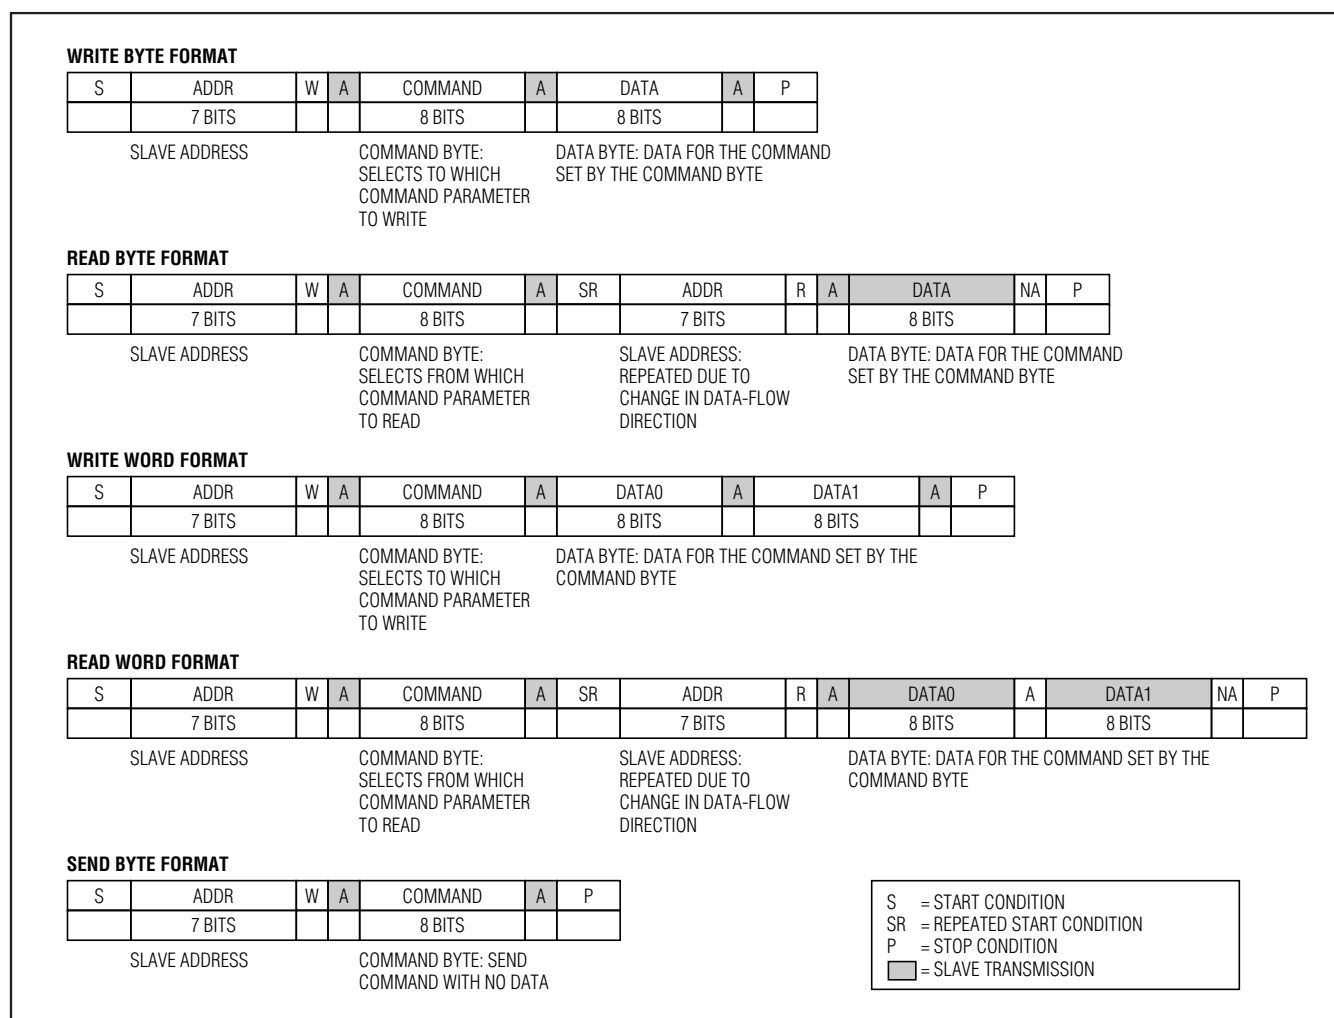 WRITE BYTE FORMAT
S ADDR W A COMMAND A DATA A P
7 BITS 8 BITS 8 BITS
SLAVE ADDRESS COMMAND BYTE: DATA BYTE: DATA FOR THE COMMAND
SELECTS TO WHICH SET BY THE COMMAND BYTE
COMMAND PARAMETER
TO WRITE
READ BYTE FORMAT
S ADDR W A COMMAND A SR ADDR R A DATA NA P
7 BITS 8 BITS 7 BITS 8 BITS
SLAVE ADDRESS COMMAND BYTE: SLAVE ADDRESS: DATA BYTE: DATA FOR THE COMMAND
SELECTS FROM WHICH REPEATED DUE TO SET BY THE COMMAND BYTE
COMMAND PARAMETER CHANGE IN DATA-FLOW
TO READ DIRECTION
WRITE WORD FORMAT
S ADDR W A COMMAND A DATA0 A DATA1 A P
7 BITS 8 BITS 8 BITS 8 BITS
SLAVE ADDRESS COMMAND BYTE: DATA BYTE: DATA FOR THE COMMAND SET BY THE
SELECTS TO WHICH COMMAND BYTE
COMMAND PARAMETER
TO WRITE
READ WORD FORMAT
S ADDR W A COMMAND A SR ADDR R A DATA0 A DATA1 NA P
7 BITS 8 BITS 7 BITS 8 BITS 8 BITS
SLAVE ADDRESS COMMAND BYTE: SLAVE ADDRESS: DATA BYTE: DATA FOR THE COMMAND SET BY THE
SELECTS FROM WHICH REPEATED DUE TO COMMAND BYTE
COMMAND PARAMETER CHANGE IN DATA-FLOW
TO READ DIRECTION
SEND BYTE FORMAT
S ADDR W A COMMAND A P
7 BITS 8 BITS
SLAVE ADDRESS COMMAND BYTE: SEND
COMMAND WITH NO DATA
S = START CONDITION
SR = REPEATED START CONDITION
P = STOP CONDITION
= SLAVE TRANSMISSION